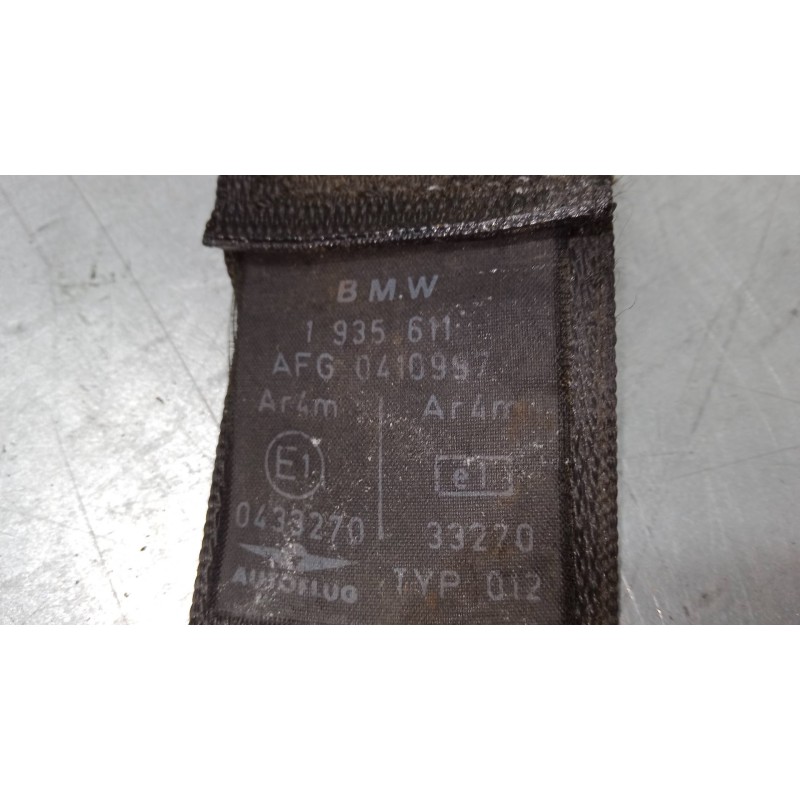 BMW
1 935 611
AFG 0410997
Ar4m Ar4m
E1 e1
0433270 33270
AUTOFLUG TYP 012